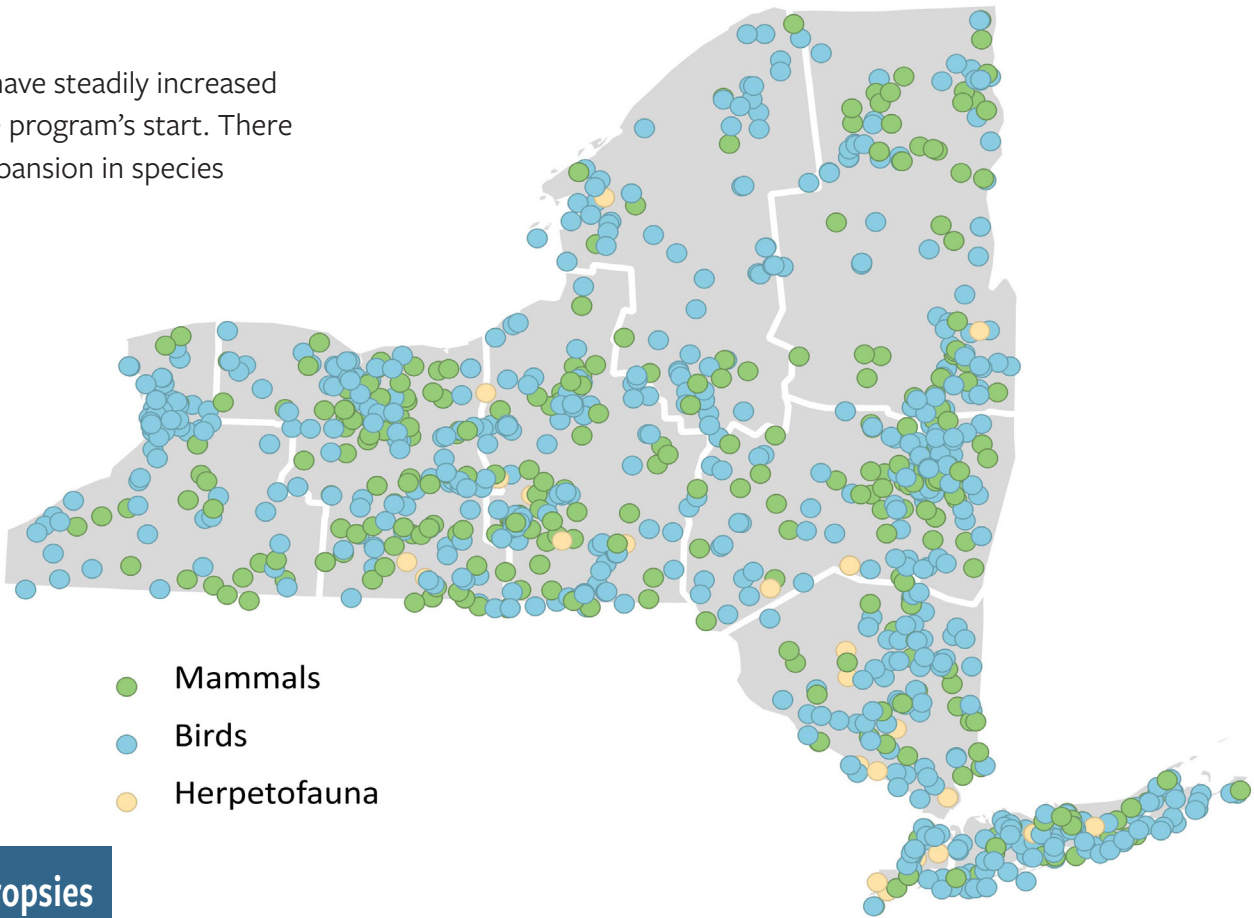 have steadily increased
program's start. There
pansion in species
Mammals
Birds
Herpetofauna
opsies